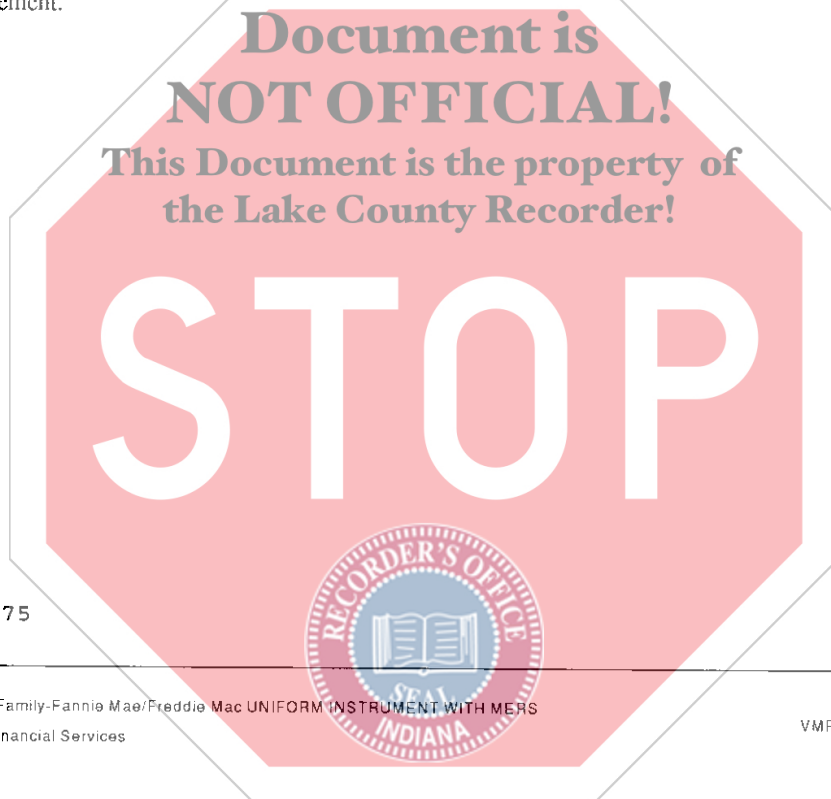 Document is
NOT OFFICIAL!
This Document is the property of
the Lake County Recorder!
STOP
RECORDER'S OFFICE
SEAL
INDIANA
75
Family-Fannie Mae/Freddie Mac UNIFORM INSTRUMENT WITH MERS
nancial Services
VMP